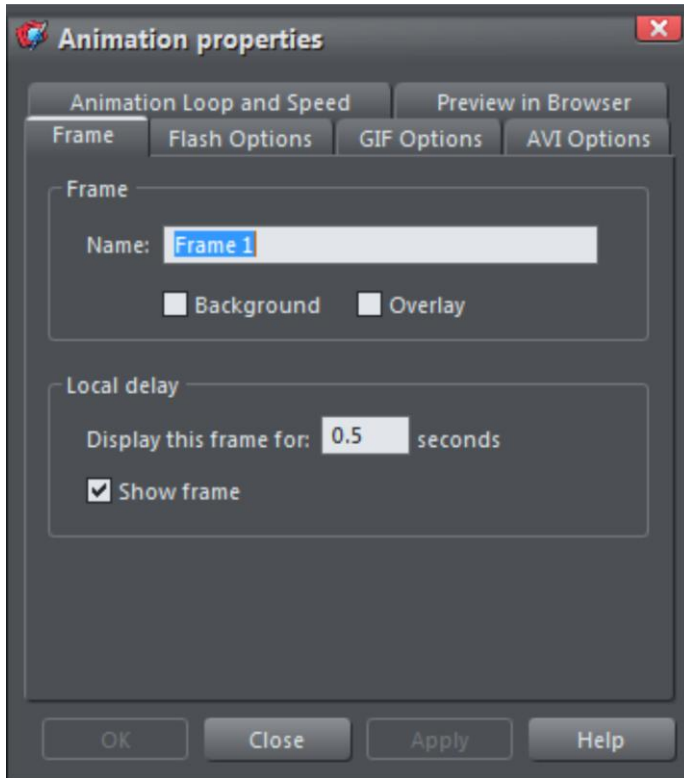 Animation properties
Animation Loop and Speed Preview in Browser
Frame Flash Options GIF Options AVI Options
Frame
Name: Frame 1
Background Overlay
Local delay
Display this frame for: 0.5 seconds
Show frame
OK Close Apply Help